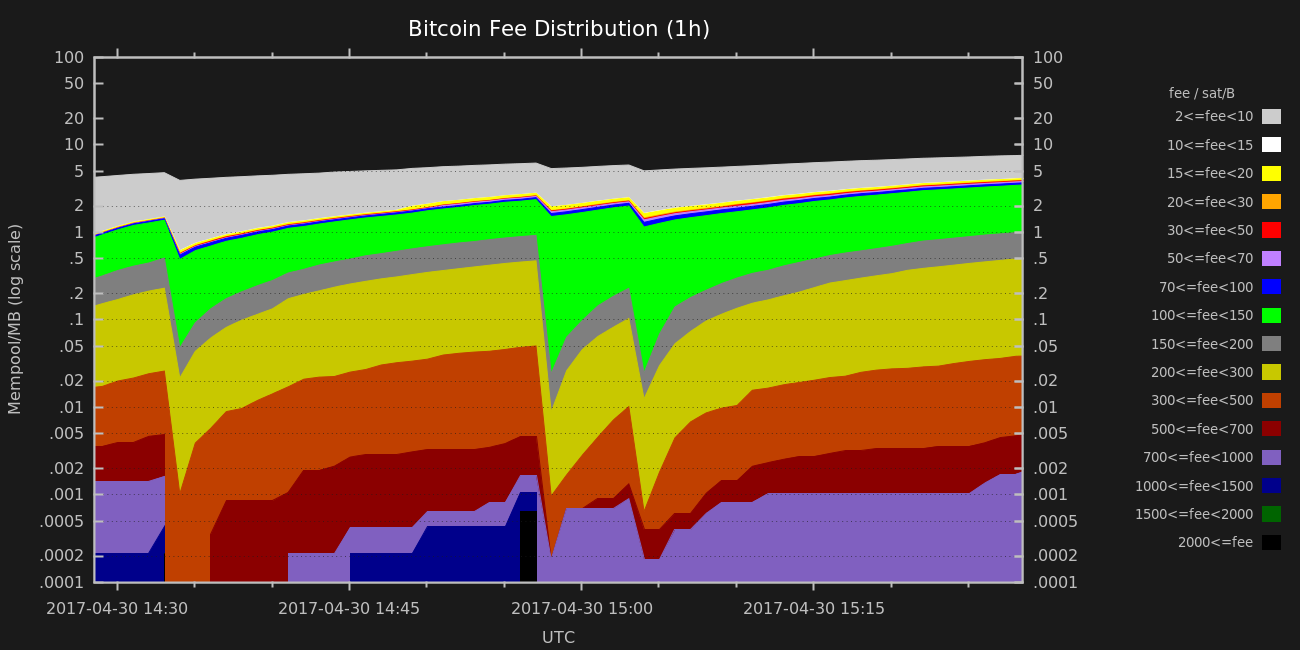 Bitcoin Fee Distribution (1h)
Mempool/MB (log scale)
100
50
20
10
5
2
1
.5
.2
.1
.05
.02
.01
.005
.002
.001
.0005
.0002
.0001
100
50
20
10
5
2
1
.5
.2
.1
.05
.02
.01
.005
.002
.001
.0005
.0002
.0001
2017-04-30 14:30
2017-04-30 14:45
2017-04-30 15:00
2017-04-30 15:15
UTC
fee / sat/B
2<=fee<10
10<=fee<15
15<=fee<20
20<=fee<30
30<=fee<50
50<=fee<70
70<=fee<100
100<=fee<150
150<=fee<200
200<=fee<300
300<=fee<500
500<=fee<700
700<=fee<1000
1000<=fee<1500
1500<=fee<2000
2000<=fee